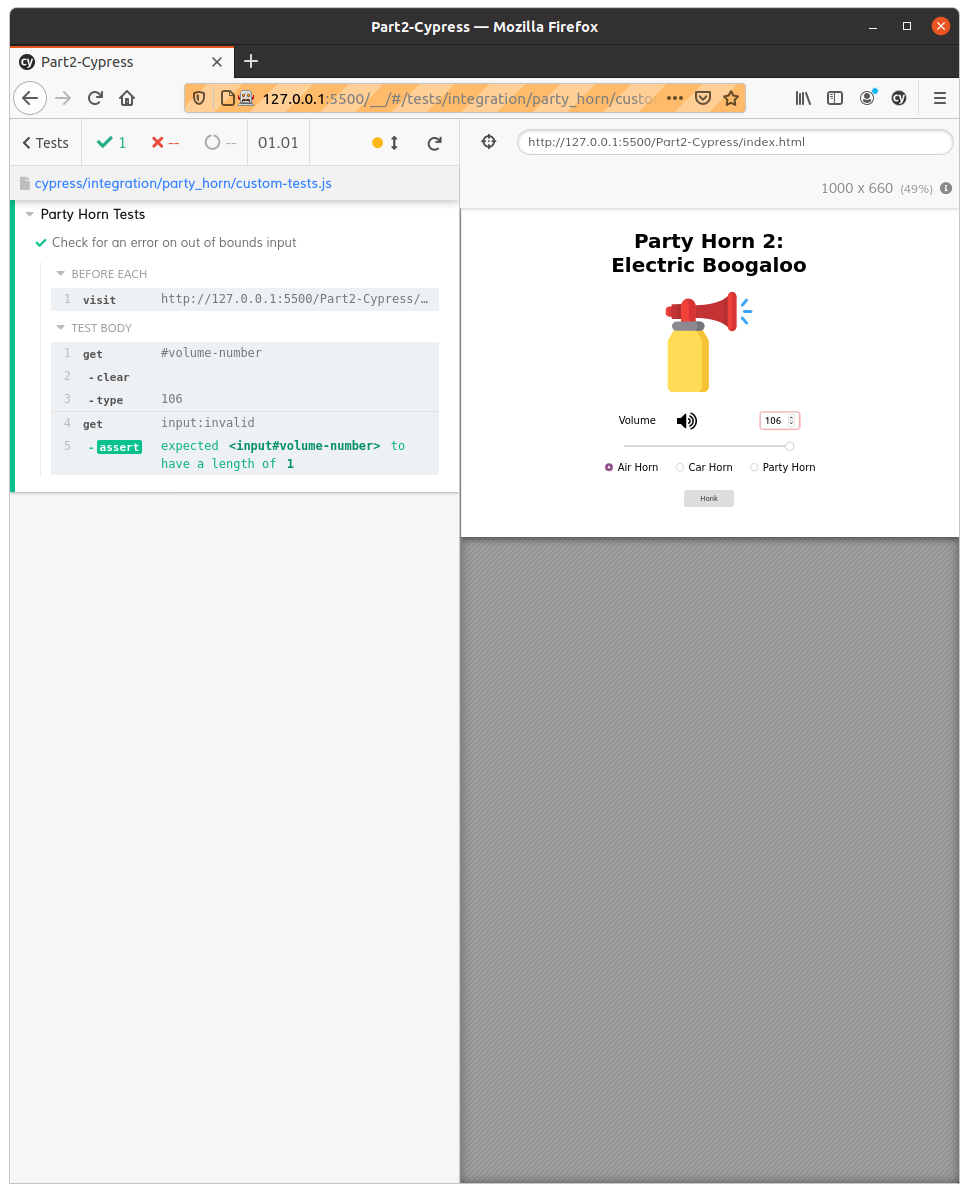 Part2-Cypress — Mozilla Firefox
cy Part2-Cypress
127.0.0.1:5500/__/#/tests/integration/party_horn/custo
cy
Tests 1 -- -- 01.01
http://127.0.0.1:5500/Part2-Cypress/index.html
1000 x 660 (49%)
cypress/integration/party_horn/custom-tests.js
Party Horn Tests
Check for an error on out of bounds input
BEFORE EACH
1 visit http://127.0.0.1:5500/Part2-Cypress/…
TEST BODY
1 get #volume-number
2 -clear
3 -type 106
4 get input:invalid
5 -assert expected <input#volume-number> to
have a length of 1
Party Horn 2:
Electric Boogaloo
Volume 106
Air Horn Car Horn Party Horn
Honk